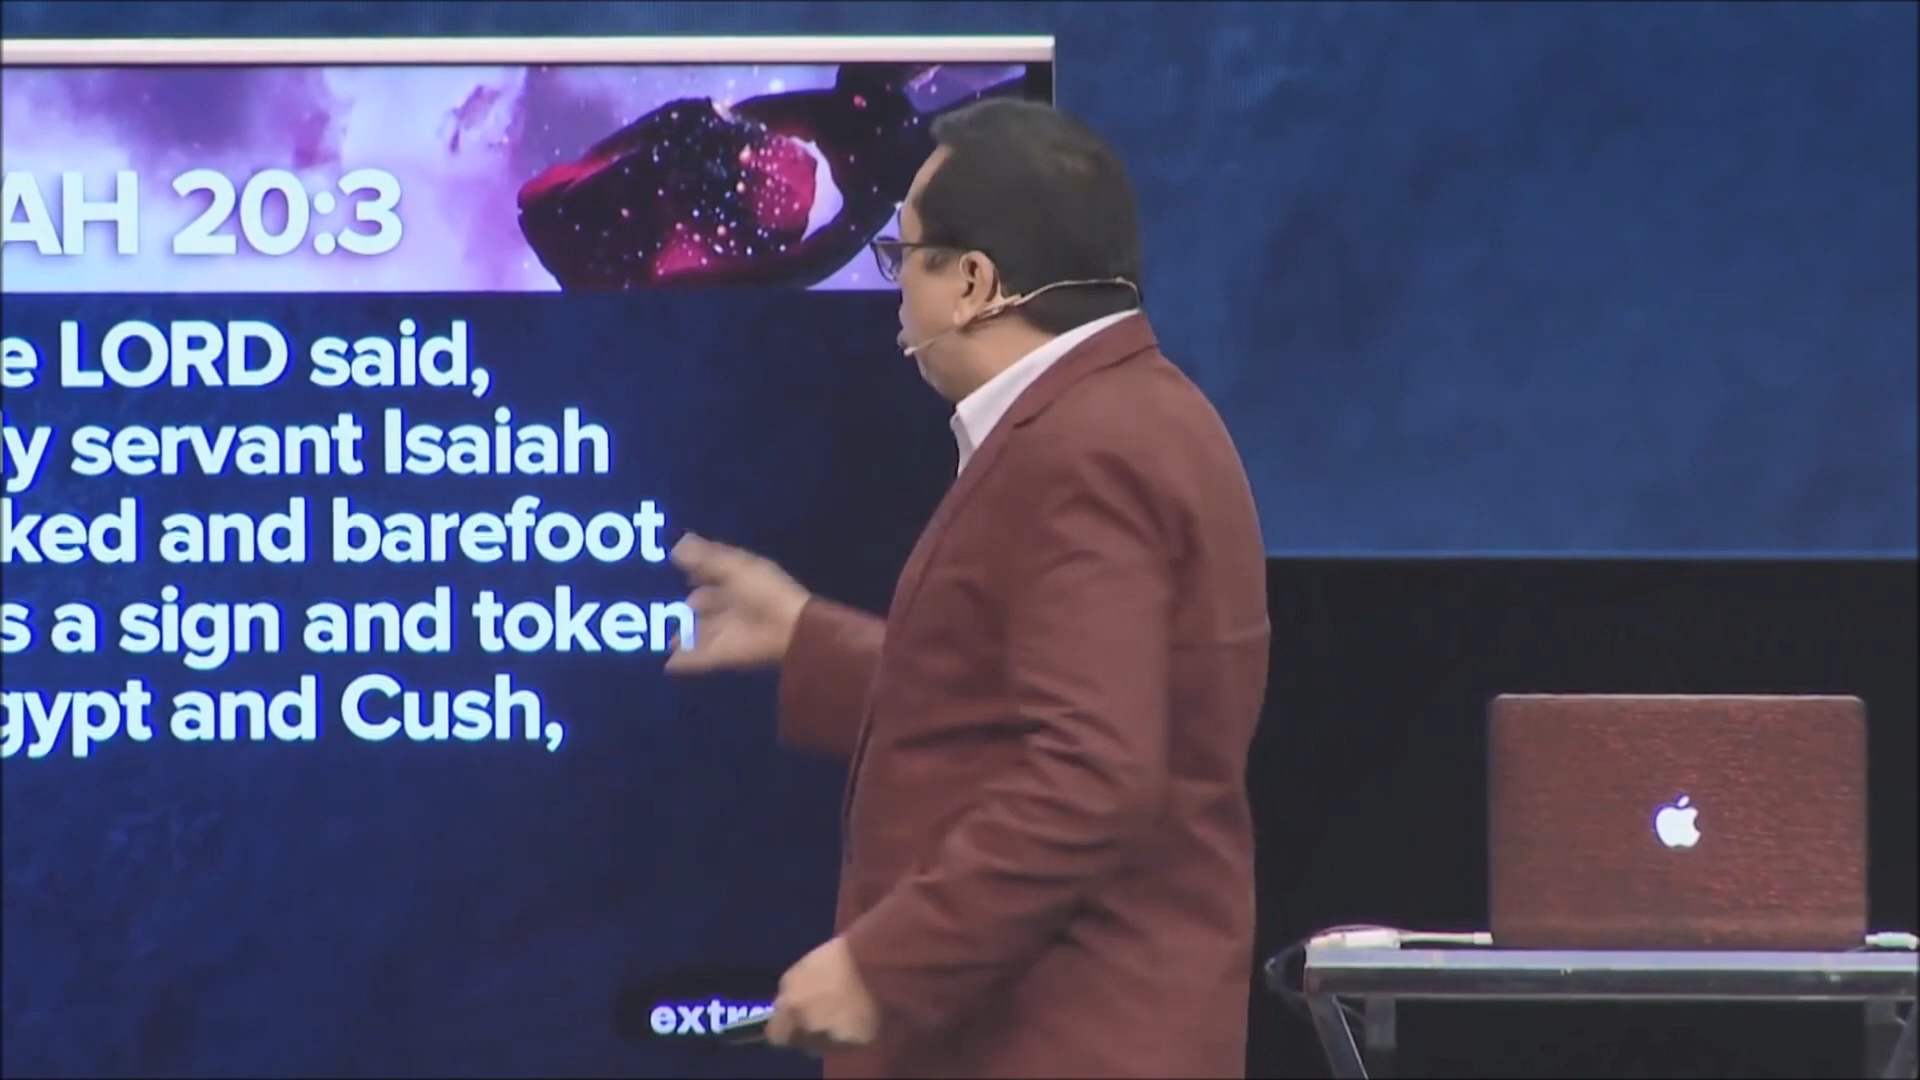 AH 20:3
e LORD said,
y servant Isaiah
ked and barefoot
s a sign and token
gypt and Cush,